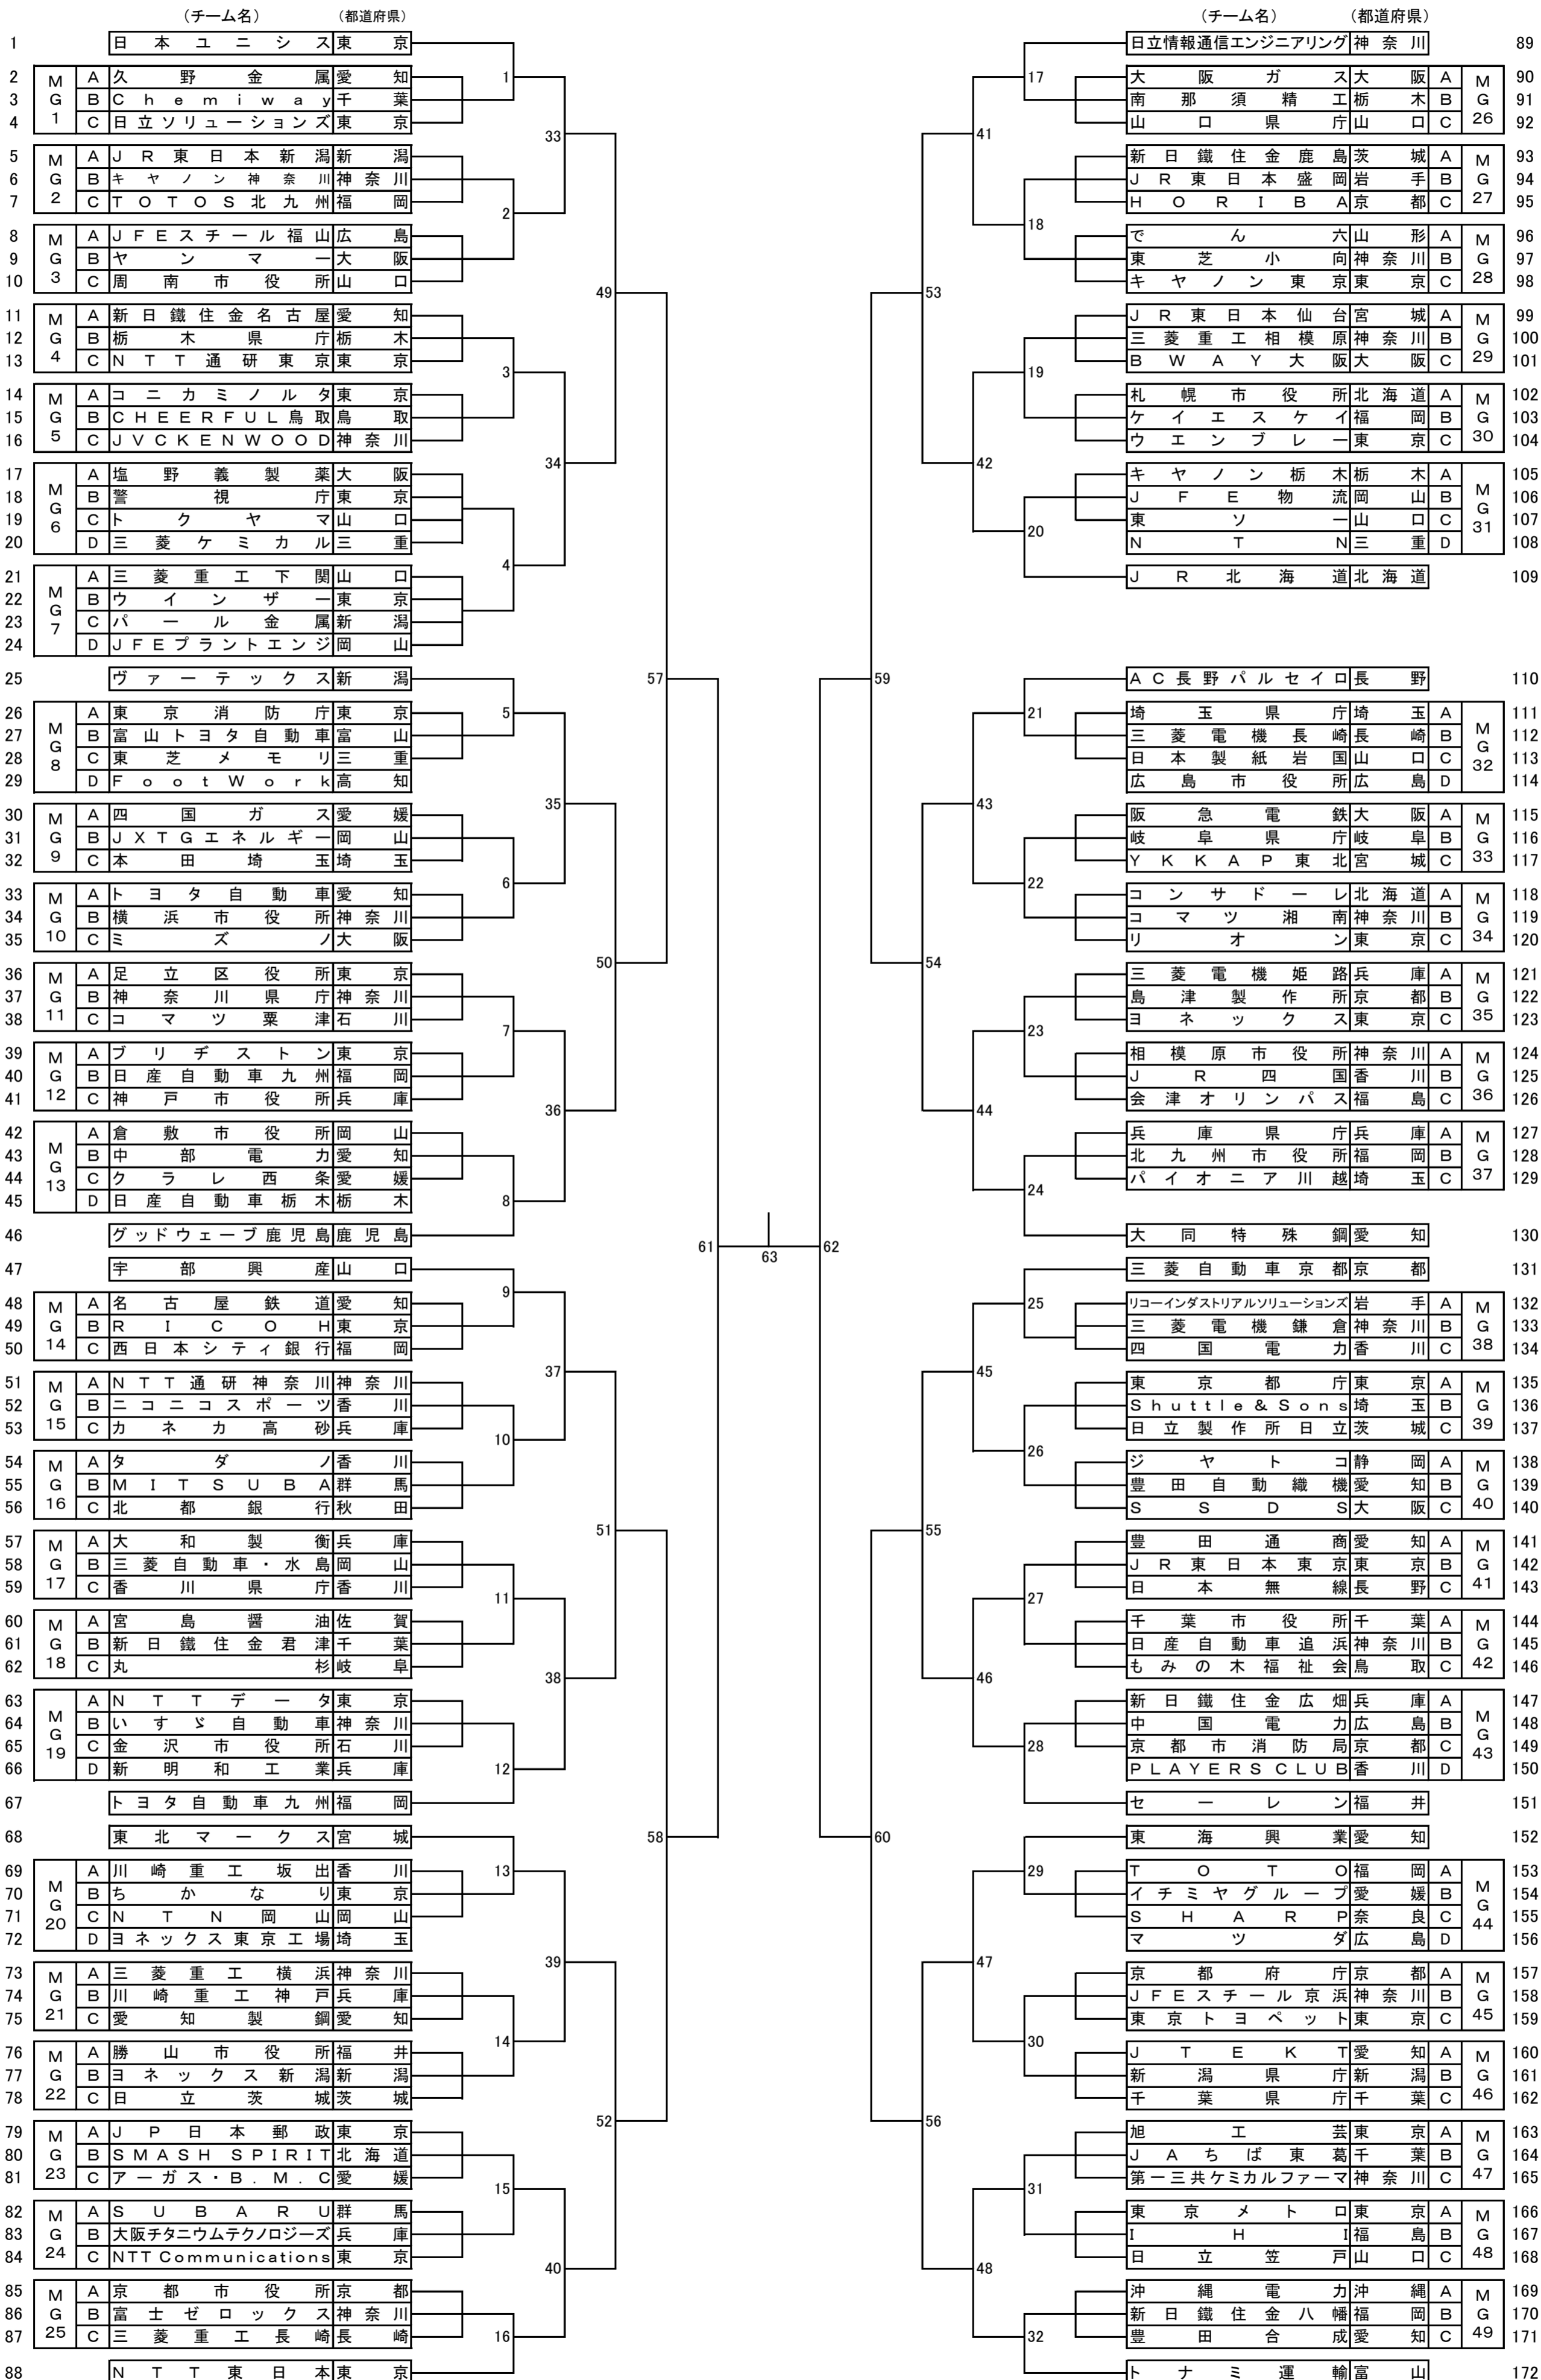 （チーム名） （都道府県）
1 日本ユニシス 東京
2 MG1 A 久野金属 愛知
3 B Chemiway 千葉
4 C 日立ソリューションズ 東京
5 MG2 A JR東日本新潟 新潟
6 B キヤノン神奈川 神奈川
7 C TOTOS北九州 福岡
8 MG3 A JFEスチール福山 広島
9 B ヤンマー 大阪
10 C 周南市役所 山口
11 MG4 A 新日鐵住金名古屋 愛知
12 B 栃木県庁 栃木
13 C NTT通研東京 東京
14 MG5 A コニカミノルタ 東京
15 B CHEERFUL鳥取 鳥取
16 C JVCKENWOOD 神奈川
17 MG6 A 塩野義製薬 大阪
18 B 警視庁 東京
19 C トクヤマ 山口
20 D 三菱ケミカル 三重
21 MG7 A 三菱重工下関 山口
22 B ウインザー 東京
23 C パール金属 新潟
24 D JFEプラントエンジ 岡山
25 ヴァーテックス 新潟
26 MG8 A 東京消防庁 東京
27 B 富山トヨタ自動車 富山
28 C 東芝メモリ 三重
29 D FootWork 高知
30 MG9 A 四国ガス 愛媛
31 B JXTGエネルギー 岡山
32 C 本田埼玉 埼玉
33 MG10 A トヨタ自動車 愛知
34 B 横浜市役所 神奈川
35 C ミズノ 大阪
36 MG11 A 足立区役所 東京
37 B 神奈川県庁 神奈川
38 C コマツ粟津 石川
39 MG12 A ブリヂストン 東京
40 B 日産自動車九州 福岡
41 C 神戸市役所 兵庫
42 MG13 A 倉敷市役所 岡山
43 B 中部電力 愛知
44 C クラレ西条 愛媛
45 D 日産自動車栃木 栃木
46 グッドウェーブ鹿児島 鹿児島
47 宇部興産 山口
48 MG14 A 名古屋鉄道 愛知
49 B RICOH 東京
50 C 西日本シティ銀行 福岡
51 MG15 A NTT通研神奈川 神奈川
52 B ニコニコスポーツ 香川
53 C カネカ高砂 兵庫
54 MG16 A タダノ 香川
55 B MITSUBA 群馬
56 C 北都銀行 秋田
57 MG17 A 大和製衡 兵庫
58 B 三菱自動車・水島 岡山
59 C 香川県庁 香川
60 MG18 A 宮島醤油 佐賀
61 B 新日鐵住金君津 千葉
62 C 丸杉 岐阜
63 MG19 A NTTデータ 東京
64 B いすゞ自動車 神奈川
65 C 金沢市役所 石川
66 D 新明和工業 兵庫
67 トヨタ自動車九州 福岡
68 東北マークス 宮城
69 MG20 A 川崎重工坂出 香川
70 B ちかなり 東京
71 C NTN岡山 岡山
72 D ヨネックス東京工場 埼玉
73 MG21 A 三菱重工横浜 神奈川
74 B 川崎重工神戸 兵庫
75 C 愛知製鋼 愛知
76 MG22 A 勝山市役所 福井
77 B ヨネックス新潟 新潟
78 C 日立茨城 茨城
79 MG23 A JP日本郵政 東京
80 B SMASH SPIRIT 北海道
81 C アーガス・B.M.C 愛媛
82 MG24 A SUBARU 群馬
83 B 大阪チタニウムテクノロジーズ 兵庫
84 C NTT Communications 東京
85 MG25 A 京都市役所 京都
86 B 富士ゼロックス 神奈川
87 C 三菱重工長崎 長崎
88 NTT東日本 東京
1
2
3
4
5
6
7
8
9
10
11
12
13
14
15
16
33
34
35
36
37
38
39
40
49
50
51
52
57
58
61
63
62
59
60
53
54
55
56
41
42
43
44
45
46
47
48
17
18
19
20
21
22
23
24
25
26
27
28
29
30
31
32
（チーム名） （都道府県）
日立情報通信エンジニアリング 神奈川 89
大阪ガス 大阪 A MG26 90
南那須精工 栃木 B 91
山口県庁 山口 C 92
新日鐵住金鹿島 茨城 A MG27 93
JR東日本盛岡 岩手 B 94
HORIBA 京都 C 95
でん六 山形 A MG28 96
東芝小向 神奈川 B 97
キヤノン東京 東京 C 98
JR東日本仙台 宮城 A MG29 99
三菱重工相模原 神奈川 B 100
BWAY大阪 大阪 C 101
札幌市役所 北海道 A MG30 102
ケイエスケイ 福岡 B 103
ウエンブレー 東京 C 104
キヤノン栃木 栃木 A MG31 105
JFE物流 岡山 B 106
東ソー 山口 C 107
NTN 三重 D 108
JR北海道 北海道 109
AC長野パルセイロ 長野 110
埼玉県庁 埼玉 A MG32 111
三菱電機長崎 長崎 B 112
日本製紙岩国 山口 C 113
広島市役所 広島 D 114
阪急電鉄 大阪 A MG33 115
岐阜県庁 岐阜 B 116
YKKAP東北 宮城 C 117
コンサドーレ 北海道 A MG34 118
コマツ湘南 神奈川 B 119
リオン 東京 C 120
三菱電機姫路 兵庫 A MG35 121
島津製作所 京都 B 122
ヨネックス 東京 C 123
相模原市役所 神奈川 A MG36 124
JR四国 香川 B 125
会津オリンパス 福島 C 126
兵庫県庁 兵庫 A MG37 127
北九州市役所 福岡 B 128
パイオニア川越 埼玉 C 129
大同特殊鋼 愛知 130
三菱自動車京都 京都 131
リコーインダストリアルソリューションズ 岩手 A MG38 132
三菱電機鎌倉 神奈川 B 133
四国電力 香川 C 134
東京都庁 東京 A MG39 135
Shuttle&Sons 埼玉 B 136
日立製作所日立 茨城 C 137
ジヤトコ 静岡 A MG40 138
豊田自動織機 愛知 B 139
SSDS 大阪 C 140
豊田通商 愛知 A MG41 141
JR東日本東京 東京 B 142
日本無線 長野 C 143
千葉市役所 千葉 A MG42 144
日産自動車追浜 神奈川 B 145
もみの木福祉会 鳥取 C 146
新日鐵住金広畑 兵庫 A MG43 147
中国電力 広島 B 148
京都市消防局 京都 C 149
PLAYERS CLUB 香川 D 150
セーレン 福井 151
東海興業 愛知 152
TOTO 福岡 A MG44 153
イチミヤグループ 愛媛 B 154
SHARP 奈良 C 155
マツダ 広島 D 156
京都府庁 京都 A MG45 157
JFEスチール京浜 神奈川 B 158
東京トヨペット 東京 C 159
JTEKT 愛知 A MG46 160
新潟県庁 新潟 B 161
千葉県庁 千葉 C 162
旭工芸 東京 A MG47 163
JAちば東葛 千葉 B 164
第一三共ケミカルファーマ 神奈川 C 165
東京メトロ 東京 A MG48 166
IHI 福島 B 167
日立笠戸 山口 C 168
沖縄電力 沖縄 A MG49 169
新日鐵住金八幡 福岡 B 170
豊田合成 愛知 C 171
トナミ運輸 富山 172